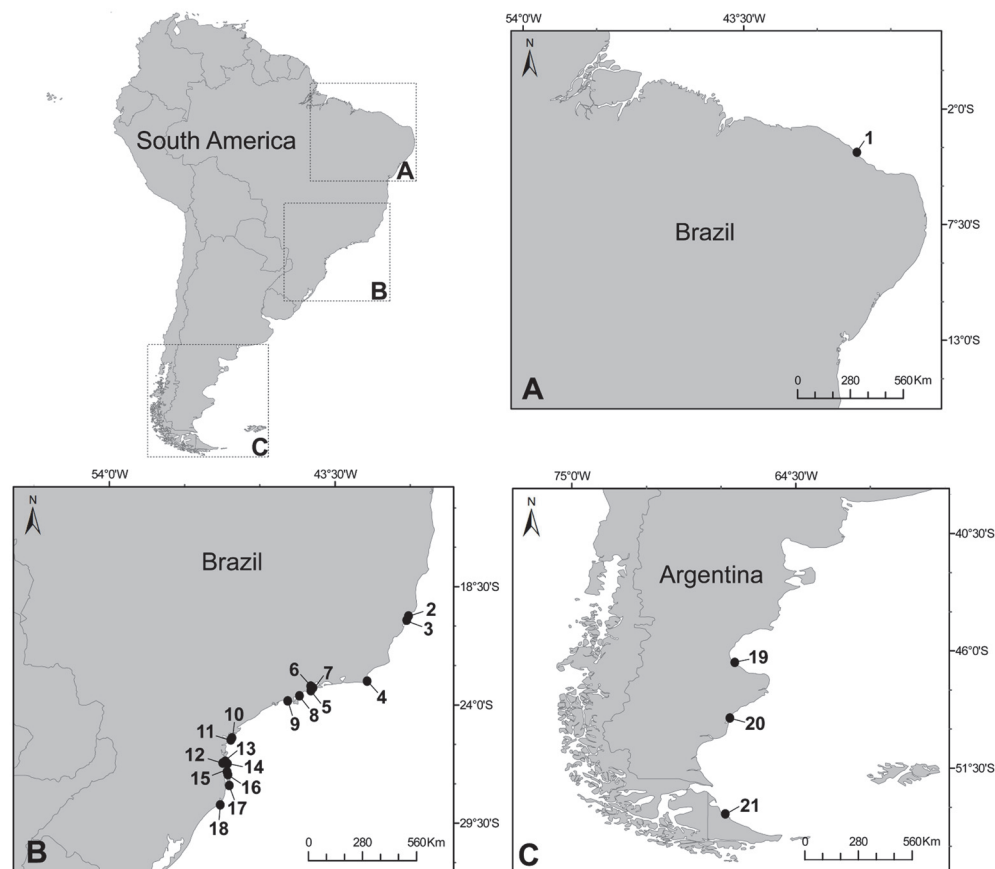 South America
A
B
C
54°0'W
43°30'W
N
2°0'S
1
Brazil
7°30'S
13°0'S
0 280 560 Km
A
54°0'W
43°30'W
N
Brazil
18°30'S
2
3
6
7
4
5
24°0'S
8
9
10
11
13
12
14
15
16
17
18
29°30'S
0 280 560 Km
B
75°0'W
64°30'W
N
40°30'S
Argentina
46°0'S
19
20
51°30'S
21
0 280 560 Km
C